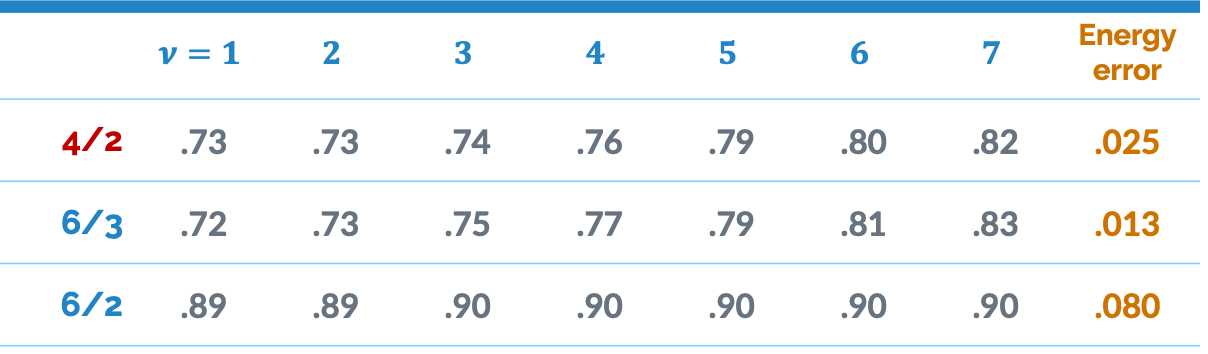 ν = 1 2 3 4 5 6 7 Energy error
4/2 .73 .73 .74 .76 .79 .80 .82 .025
6/3 .72 .73 .75 .77 .79 .81 .83 .013
6/2 .89 .89 .90 .90 .90 .90 .90 .080